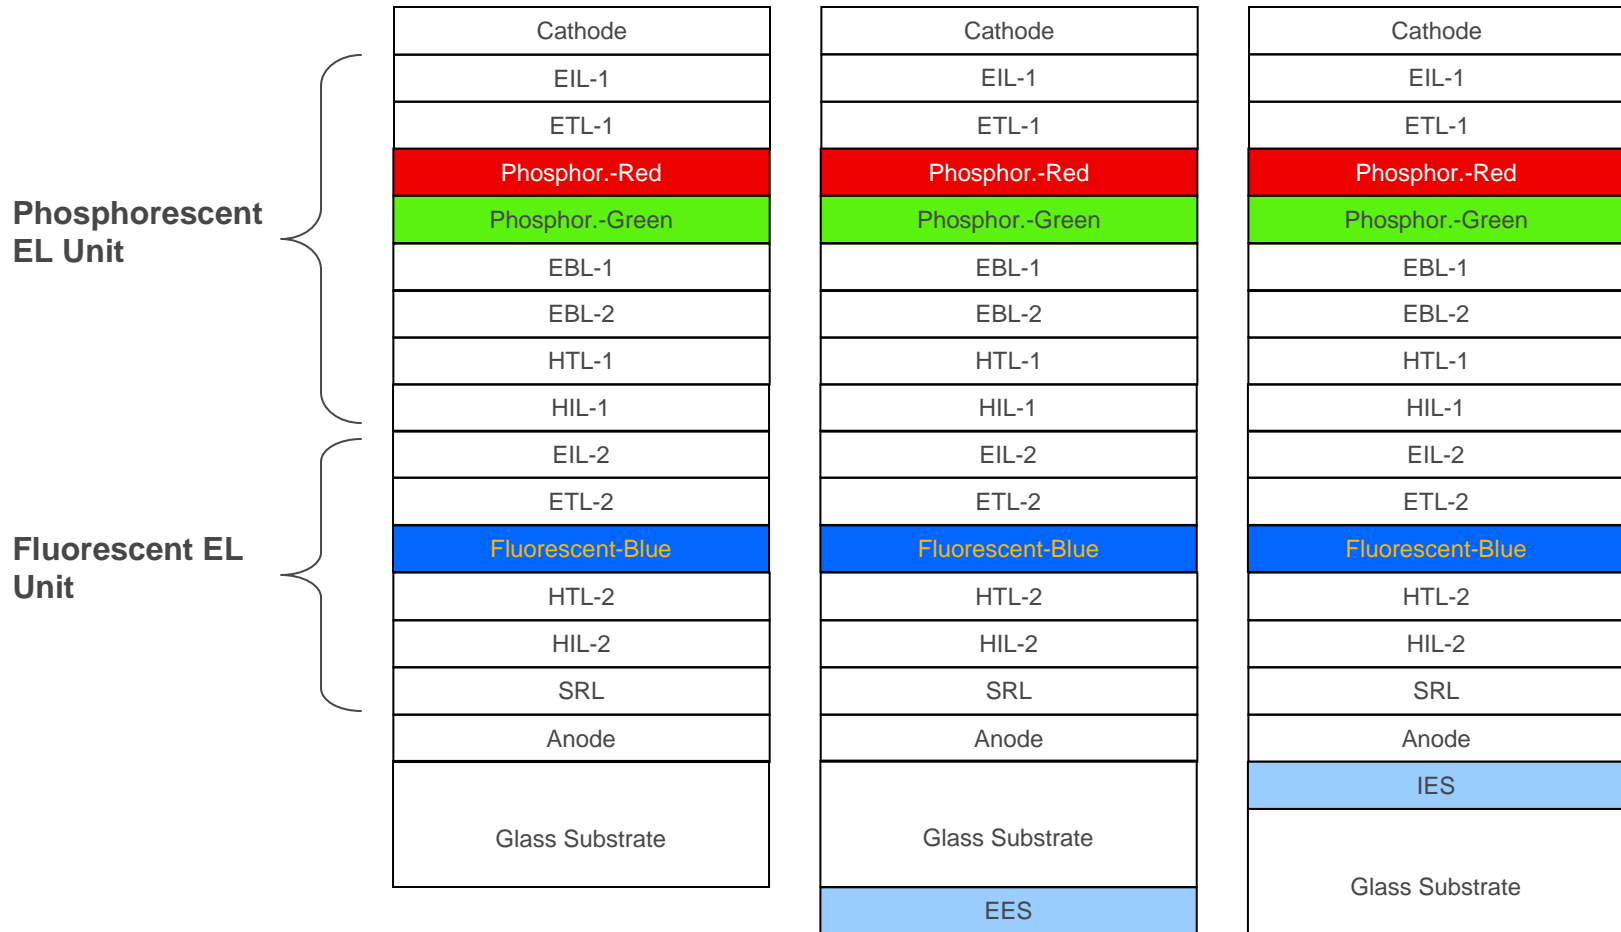 Phosphorescent
EL Unit
Fluorescent EL
Unit
Cathode
EIL-1
ETL-1
Phosphor.-Red
Phosphor.-Green
EBL-1
EBL-2
HTL-1
HIL-1
EIL-2
ETL-2
Fluorescent-Blue
HTL-2
HIL-2
SRL
Anode
Glass Substrate
Cathode
EIL-1
ETL-1
Phosphor.-Red
Phosphor.-Green
EBL-1
EBL-2
HTL-1
HIL-1
EIL-2
ETL-2
Fluorescent-Blue
HTL-2
HIL-2
SRL
Anode
Glass Substrate
EES
Cathode
EIL-1
ETL-1
Phosphor.-Red
Phosphor.-Green
EBL-1
EBL-2
HTL-1
HIL-1
EIL-2
ETL-2
Fluorescent-Blue
HTL-2
HIL-2
SRL
Anode
IES
Glass Substrate